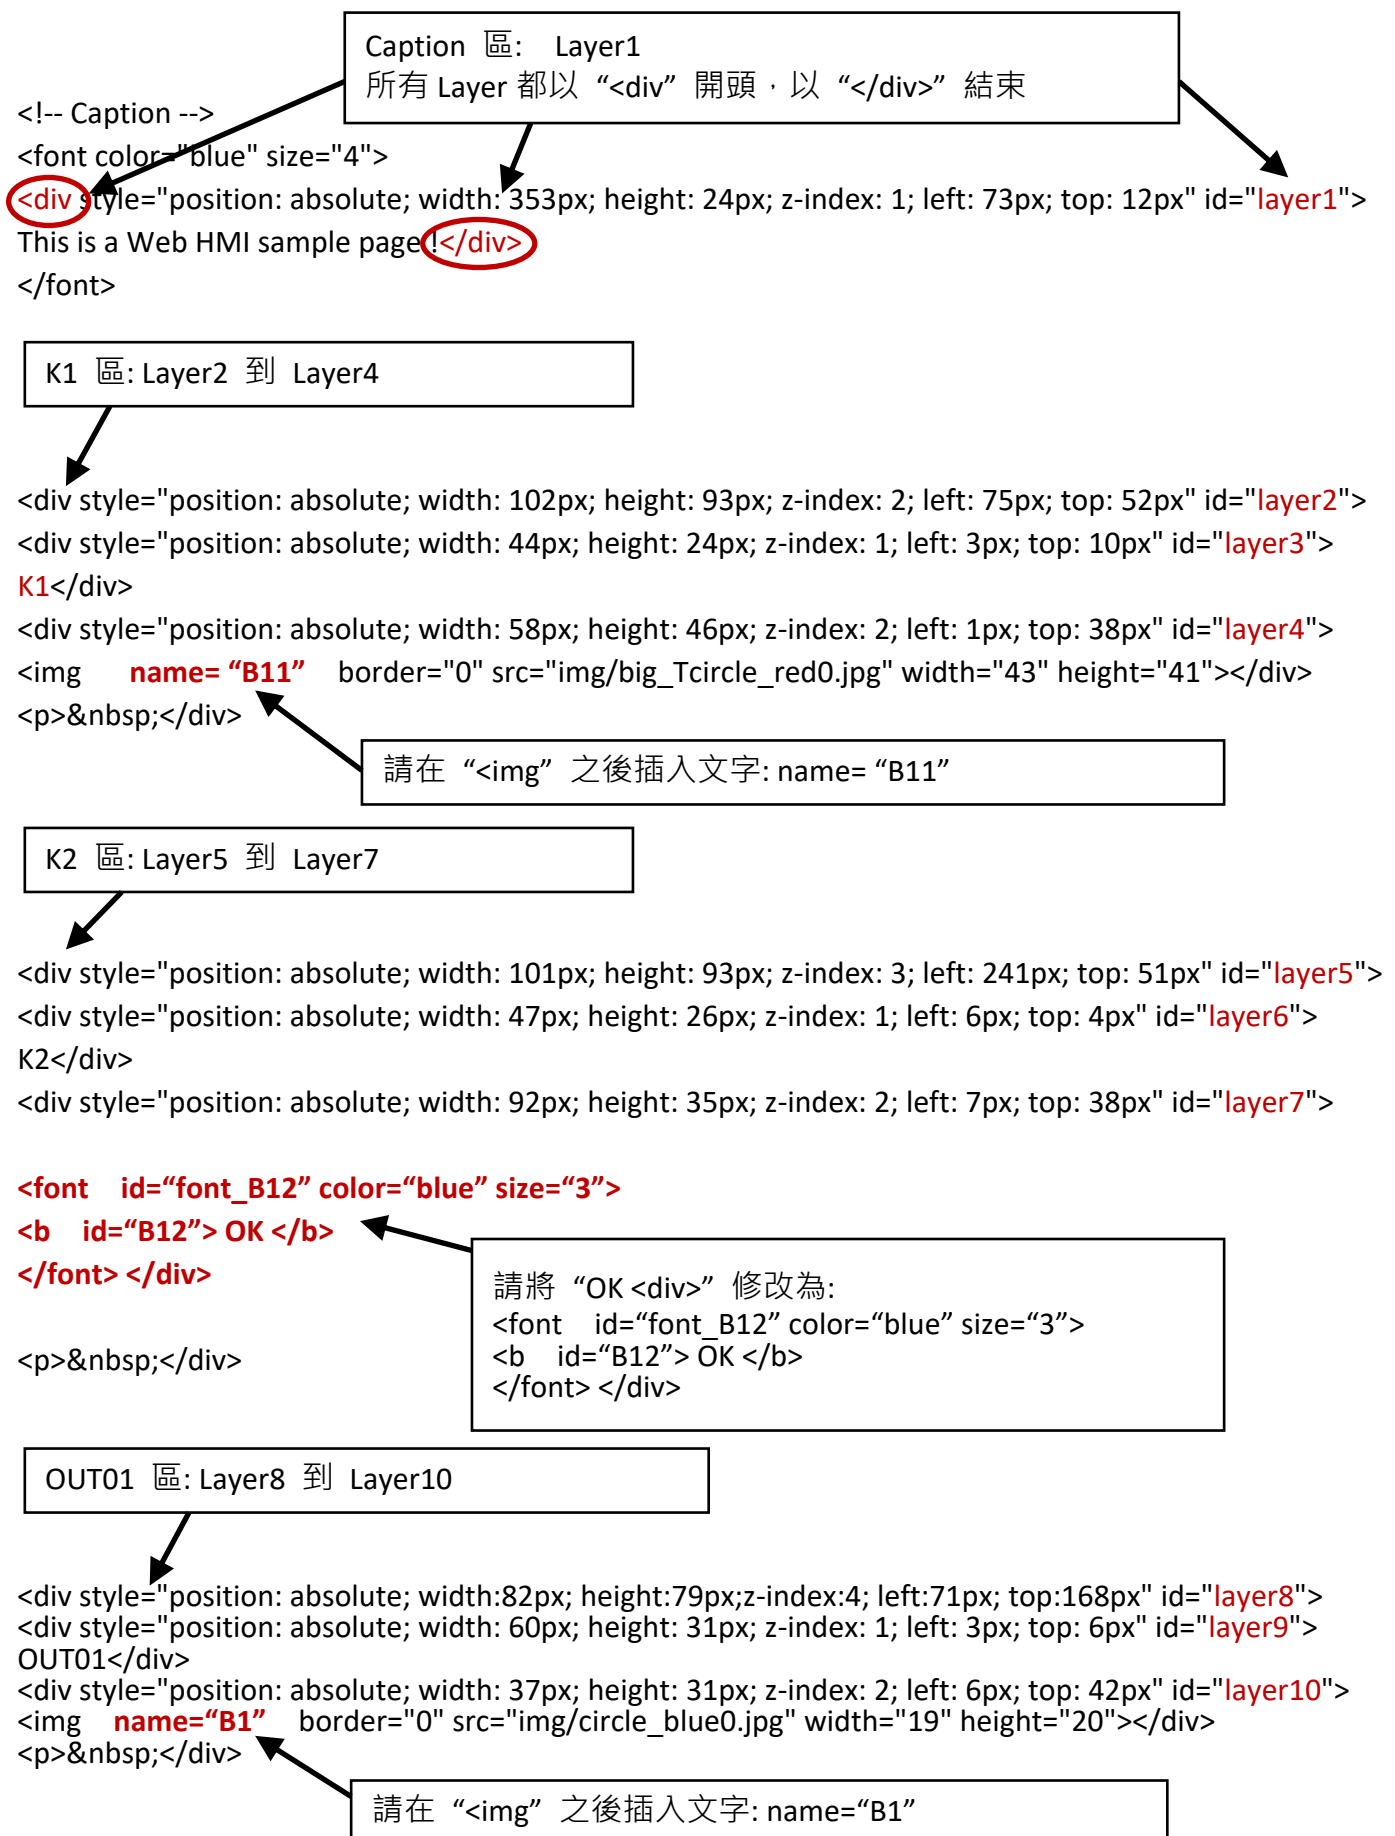 Caption 區: Layer1
所有 Layer 都以 “<div” 開頭，以 “</div>” 結束
<!-- Caption -->
<font color="blue" size="4">
<div style="position: absolute; width: 353px; height: 24px; z-index: 1; left: 73px; top: 12px" id="layer1">
This is a Web HMI sample page !</div>
</font>
K1 區: Layer2 到 Layer4
<div style="position: absolute; width: 102px; height: 93px; z-index: 2; left: 75px; top: 52px" id="layer2">
<div style="position: absolute; width: 44px; height: 24px; z-index: 1; left: 3px; top: 10px" id="layer3">
K1</div>
<div style="position: absolute; width: 58px; height: 46px; z-index: 2; left: 1px; top: 38px" id="layer4">
<img name= “B11” border="0" src="img/big_Tcircle_red0.jpg" width="43" height="41"></div>
<p>&nbsp;</div>
請在 “<img” 之後插入文字: name= “B11”
K2 區: Layer5 到 Layer7
<div style="position: absolute; width: 101px; height: 93px; z-index: 3; left: 241px; top: 51px" id="layer5">
<div style="position: absolute; width: 47px; height: 26px; z-index: 1; left: 6px; top: 4px" id="layer6">
K2</div>
<div style="position: absolute; width: 92px; height: 35px; z-index: 2; left: 7px; top: 38px" id="layer7">
<font id=“font_B12” color=“blue” size=“3”>
<b id=“B12”> OK </b>
</font> </div>
請將 “OK <div>” 修改為:
<font id=“font_B12” color=“blue” size=“3”>
<b id=“B12”> OK </b>
</font> </div>
<p>&nbsp;</div>
OUT01 區: Layer8 到 Layer10
<div style="position: absolute; width:82px; height:79px;z-index:4; left:71px; top:168px" id="layer8">
<div style="position: absolute; width: 60px; height: 31px; z-index: 1; left: 3px; top: 6px" id="layer9">
OUT01</div>
<div style="position: absolute; width: 37px; height: 31px; z-index: 2; left: 6px; top: 42px" id="layer10">
<img name=“B1” border="0" src="img/circle_blue0.jpg" width="19" height="20"></div>
<p>&nbsp;</div>
請在 “<img” 之後插入文字: name=“B1”